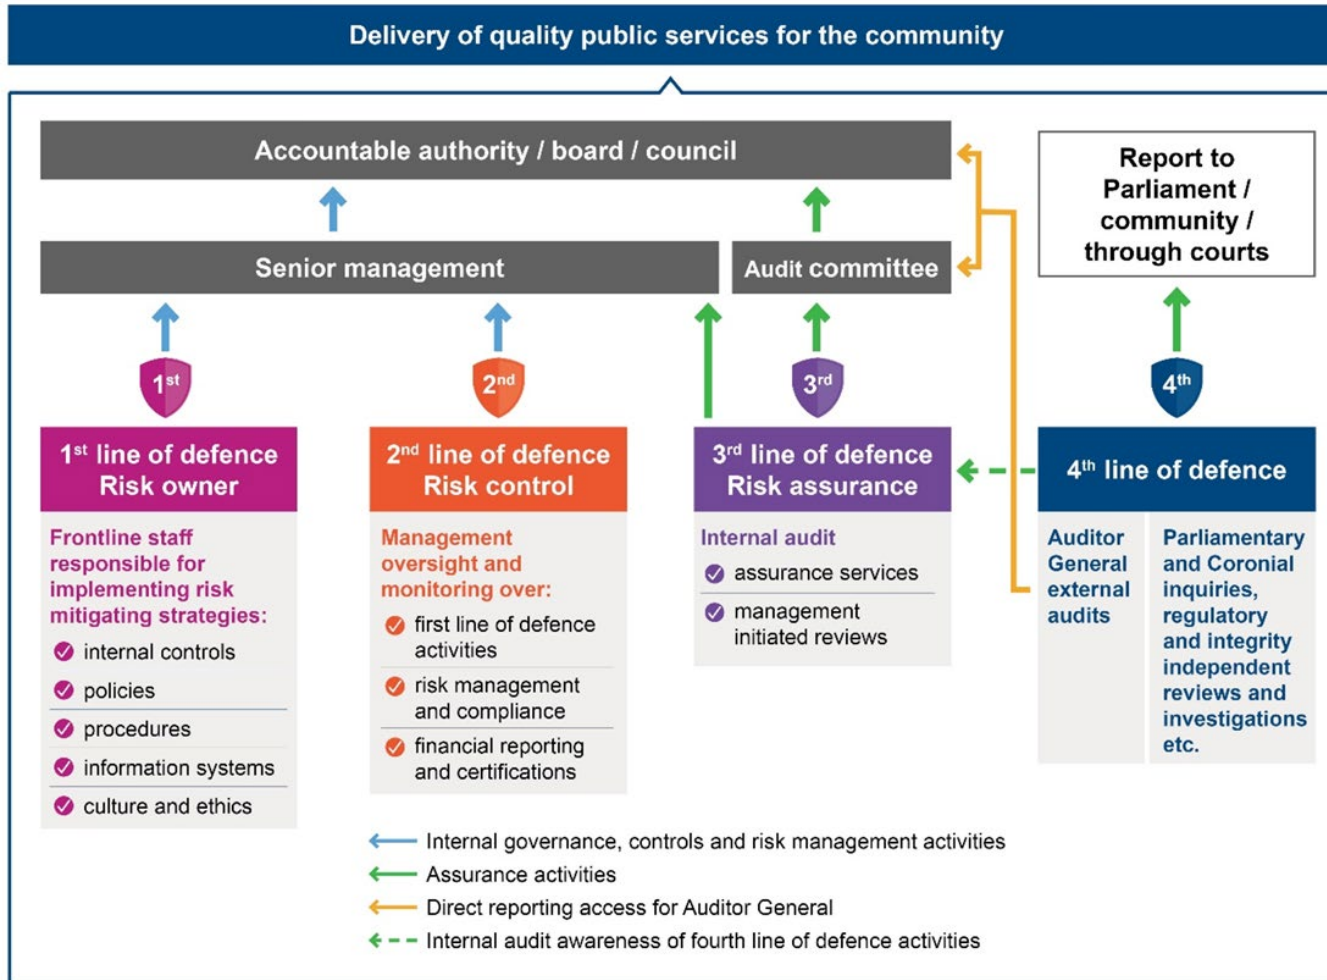 Delivery of quality public services for the community
Accountable authority / board / council
Report to
Parliament /
community /
through courts
Senior management
Audit committee
1st
2nd
3rd
4th
1st line of defence
Risk owner
Frontline staff
responsible for
implementing risk
mitigating strategies:
internal controls
policies
procedures
information systems
culture and ethics
2nd line of defence
Risk control
Management
oversight and
monitoring over:
first line of defence
activities
risk management
and compliance
financial reporting
and certifications
3rd line of defence
Risk assurance
Internal audit
assurance services
management
initiated reviews
4th line of defence
Auditor
General
external
audits
Parliamentary
and Coronial
inquiries,
regulatory
and integrity
independent
reviews and
investigations
etc.
Internal governance, controls and risk management activities
Assurance activities
Direct reporting access for Auditor General
Internal audit awareness of fourth line of defence activities